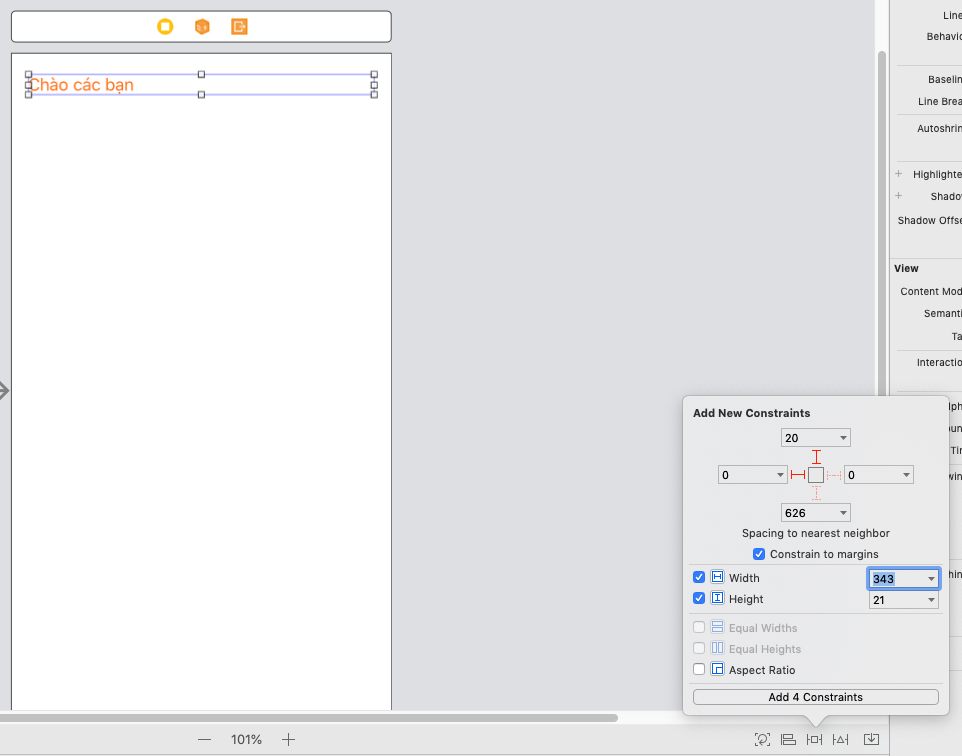 Chào các bạn
Line
Behavio
Baselin
Line Brea
Autoshrin
Highlighte
Shado
Shadow Offse
View
Content Mod
Semanti
Ta
Interactio
Add New Constraints
20
0
0
626
Spacing to nearest neighbor
Constrain to margins
Width
343
Height
21
Equal Widths
Equal Heights
Aspect Ratio
Add 4 Constraints
101%